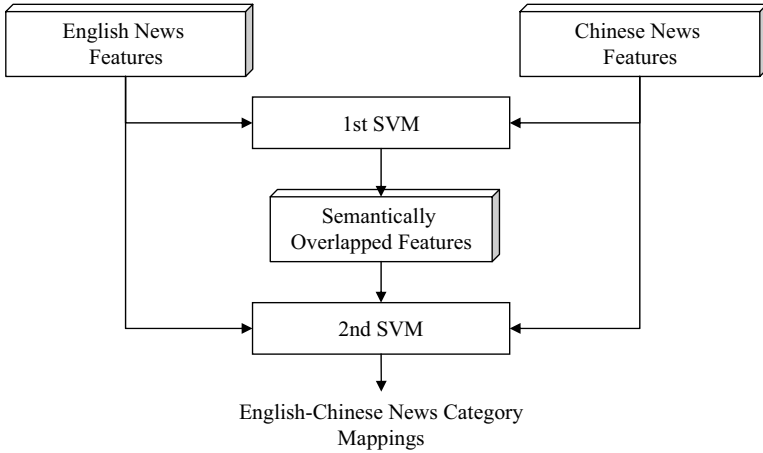 English News
Features
Chinese News
Features
1st SVM
Semantically
Overlapped Features
2nd SVM
English-Chinese News Category
Mappings